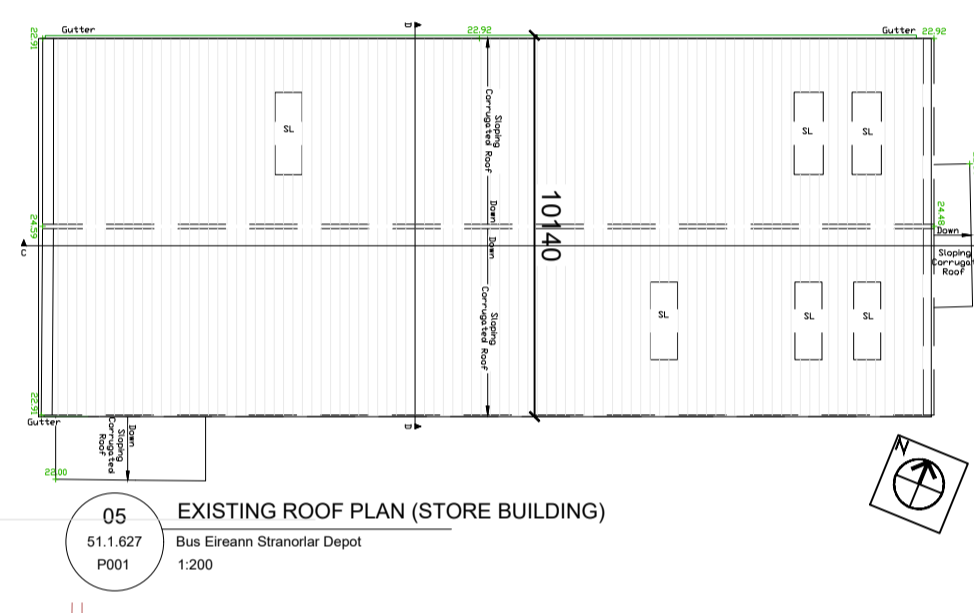 D
Gutter
22.92
Gutter 22.92
22.91
Sloping
Corrugated Roof
SL
SL
SL
Down
10140
24.59
24.48
Down
C
Down
Sloping
Corrugat
Roof
SL
SL
SL
Sloping
Corrugated Roof
22.91
Gutter
D
Down
Sloping
Corrugated
Roof
22.00
N
05
51.1.627
P001
EXISTING ROOF PLAN (STORE BUILDING)
Bus Eireann Stranorlar Depot
1:200